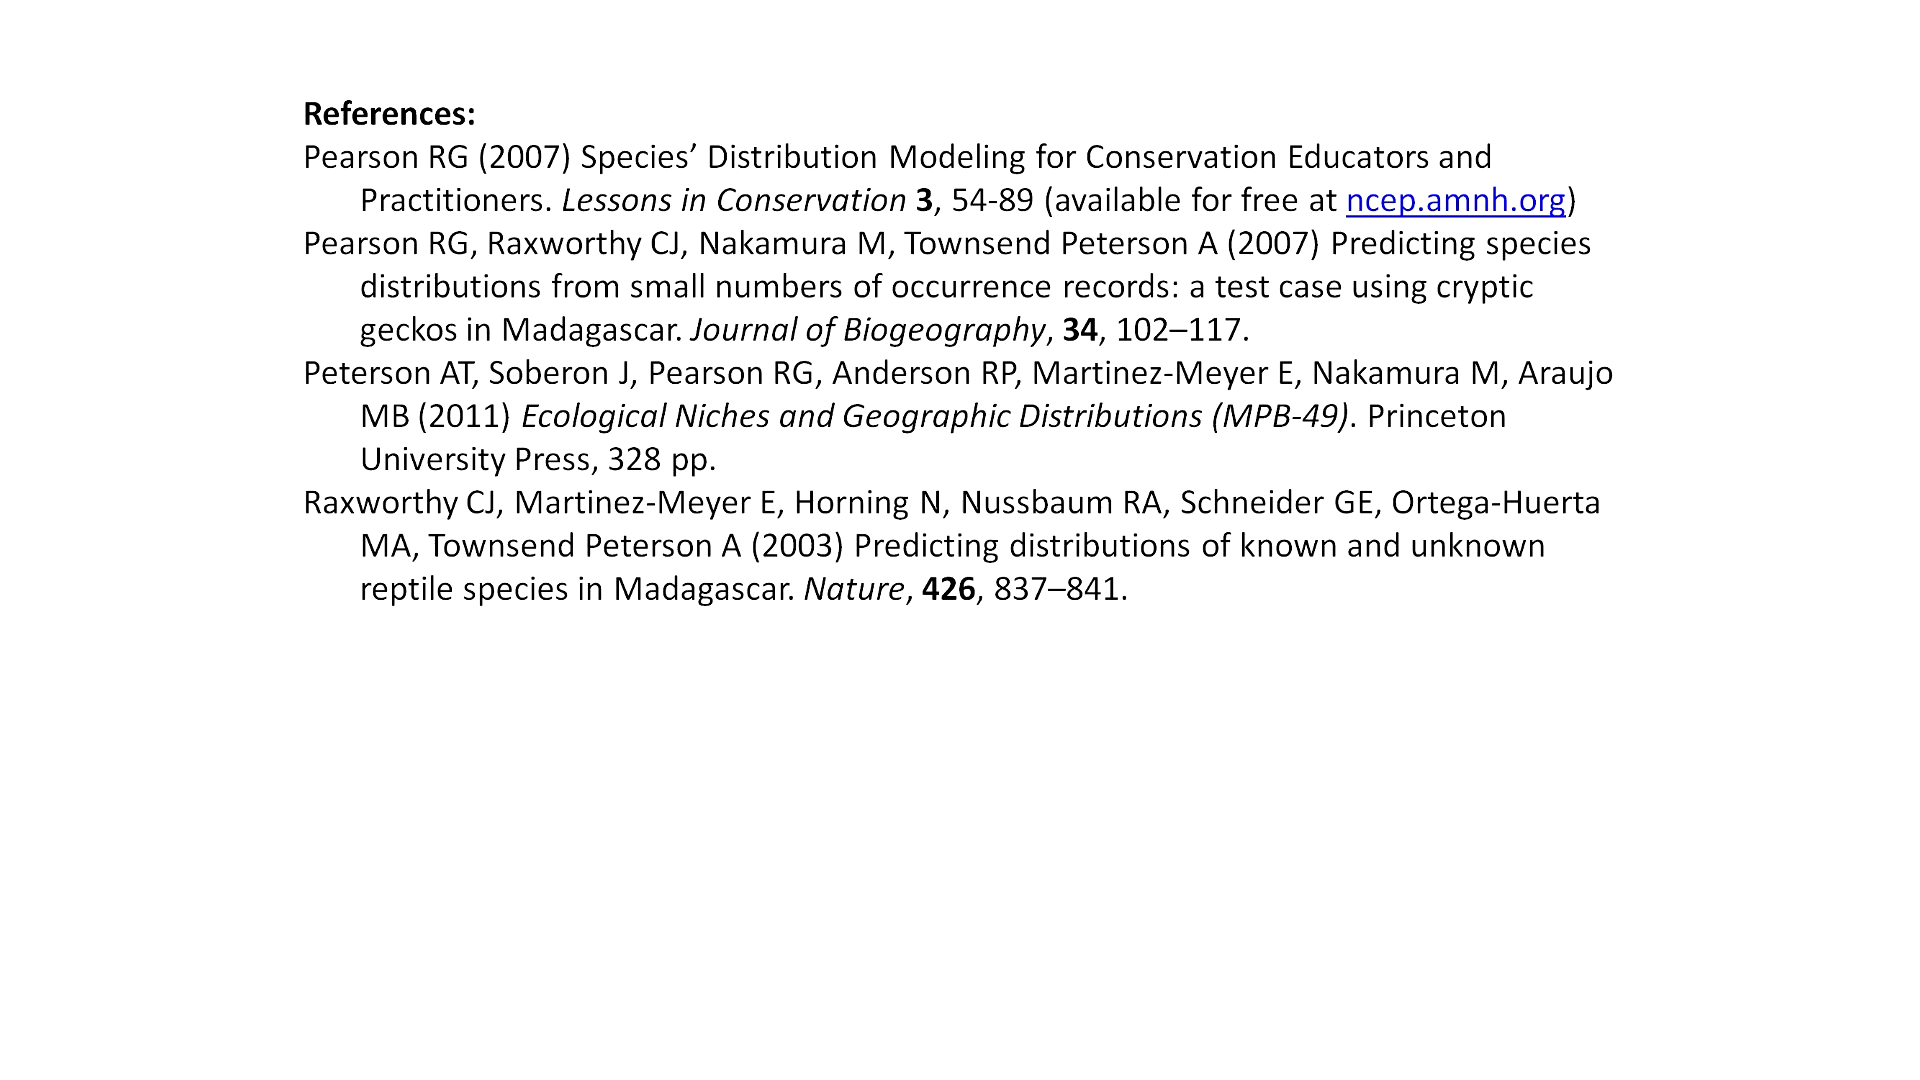 References:
Pearson RG (2007) Species’ Distribution Modeling for Conservation Educators and
Practitioners. Lessons in Conservation 3, 54-89 (available for free at ncep.amnh.org)
Pearson RG, Raxworthy CJ, Nakamura M, Townsend Peterson A (2007) Predicting species
distributions from small numbers of occurrence records: a test case using cryptic
geckos in Madagascar. Journal of Biogeography, 34, 102–117.
Peterson AT, Soberon J, Pearson RG, Anderson RP, Martinez-Meyer E, Nakamura M, Araujo
MB (2011) Ecological Niches and Geographic Distributions (MPB-49). Princeton
University Press, 328 pp.
Raxworthy CJ, Martinez-Meyer E, Horning N, Nussbaum RA, Schneider GE, Ortega-Huerta
MA, Townsend Peterson A (2003) Predicting distributions of known and unknown
reptile species in Madagascar. Nature, 426, 837–841.